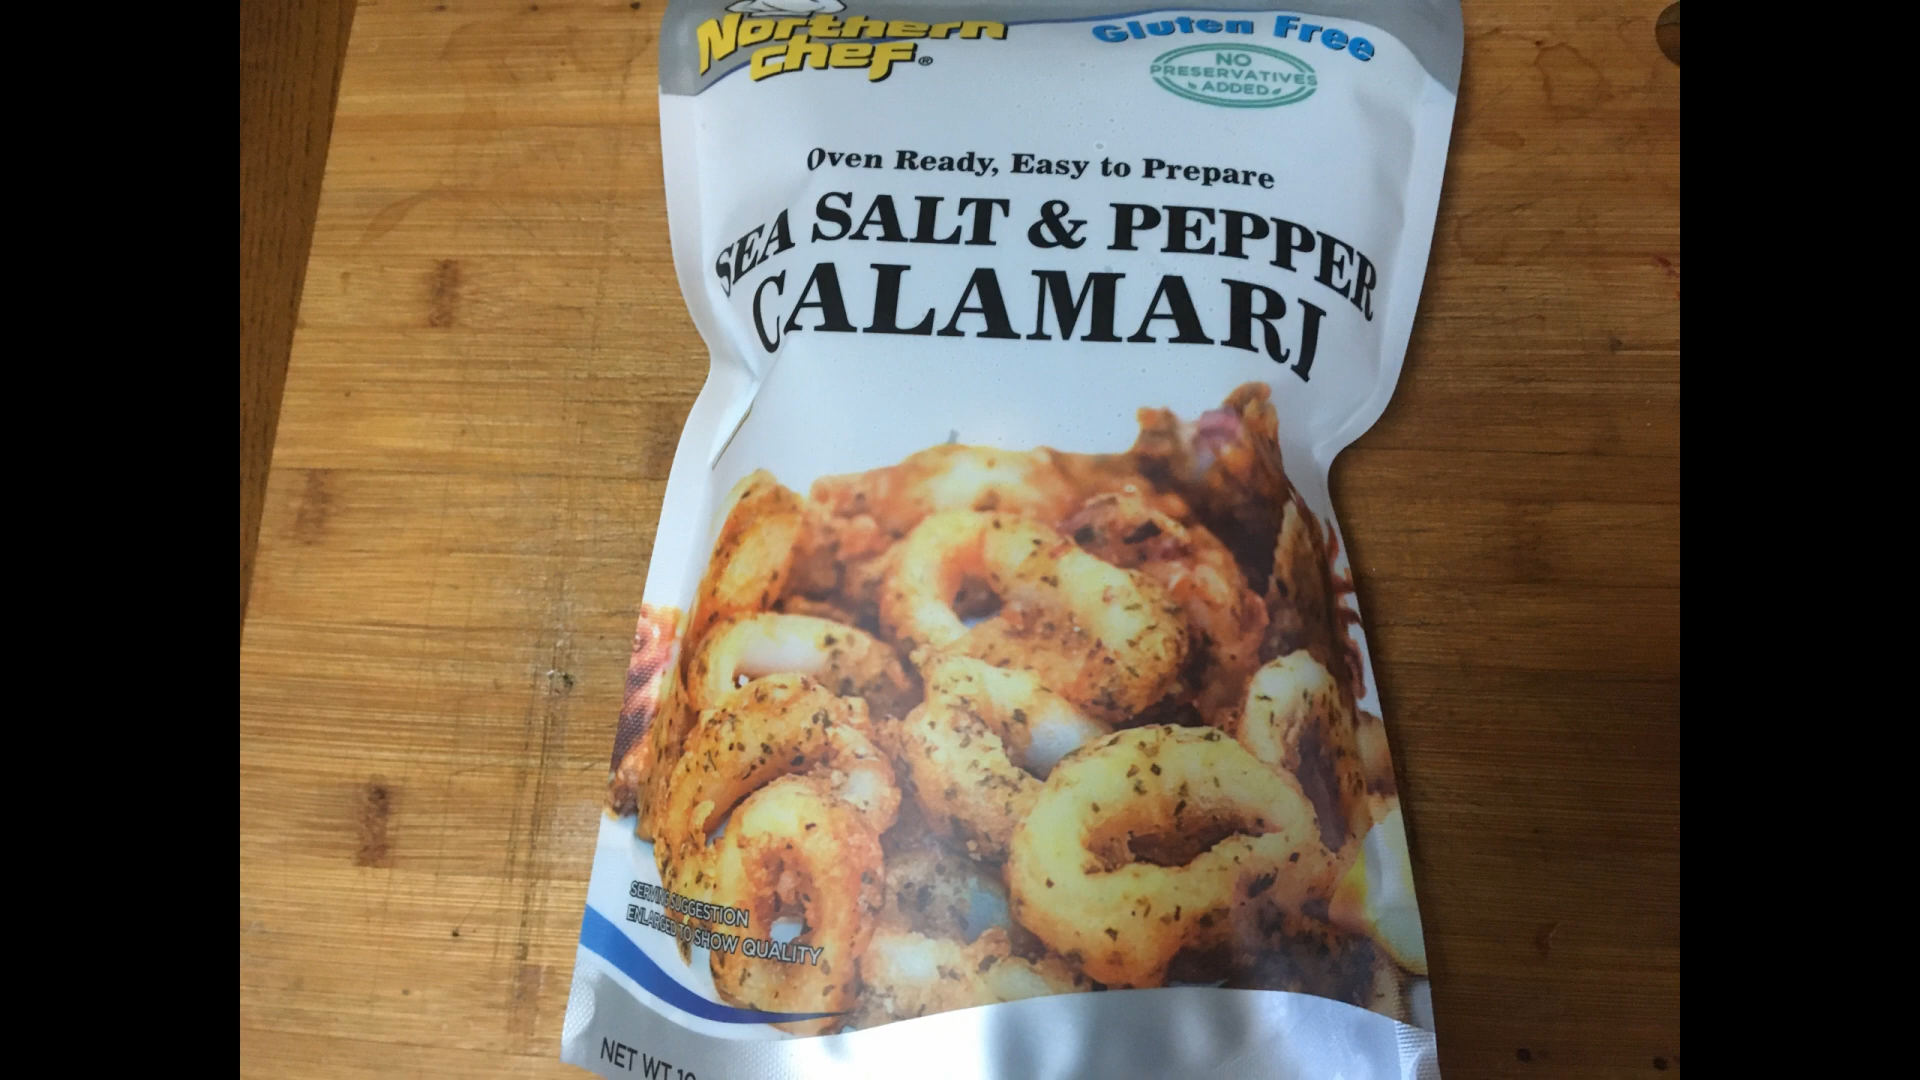 Northern
Chef®
Gluten Free
NO
PRESERVATIVES
ADDED
Oven Ready, Easy to Prepare
SEA SALT & PEPPER
CALAMARI
SERVING SUGGESTION
ENLARGED TO SHOW QUALITY
NET WT